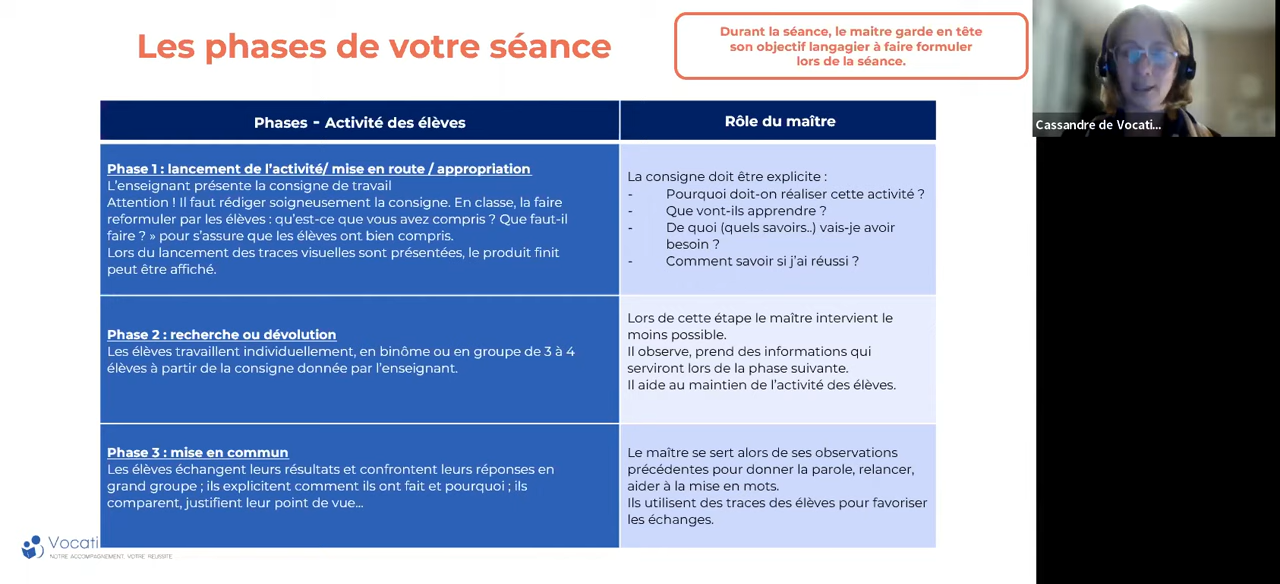 Les phases de votre séance
Durant la séance, le maitre garde en tête
son objectif langagier à faire formuler
lors de la séance.
Cassandre de Vocati...
Phases - Activité des élèves
Rôle du maître
Phase 1 : lancement de l'activité/ mise en route / appropriation
L'enseignant présente la consigne de travail
Attention ! Il faut rédiger soigneusement la consigne. En classe, la faire
reformuler par les élèves : qu'est-ce que vous avez compris ? Que faut-il
faire ? » pour s'assure que les élèves ont bien compris.
Lors du lancement des traces visuelles sont présentées, le produit finit
peut être affiché.
La consigne doit être explicite :
- Pourquoi doit-on réaliser cette activité ?
- Que vont-ils apprendre ?
- De quoi (quels savoirs..) vais-je avoir
besoin ?
- Comment savoir si j'ai réussi ?
Phase 2 : recherche ou dévolution
Les élèves travaillent individuellement, en binôme ou en groupe de 3 à 4
élèves à partir de la consigne donnée par l'enseignant.
Lors de cette étape le maître intervient le
moins possible.
Il observe, prend des informations qui
serviront lors de la phase suivante.
Il aide au maintien de l'activité des élèves.
Phase 3 : mise en commun
Les élèves échangent leurs résultats et confrontent leurs réponses en
grand groupe ; ils explicitent comment ils ont fait et pourquoi ; ils
comparent, justifient leur point de vue...
Le maître se sert alors de ses observations
précédentes pour donner la parole, relancer,
aider à la mise en mots.
Ils utilisent des traces des élèves pour favoriser
les échanges.
Vocati
NOTRE ACCOMPAGNEMENT, VOTRE RÉUSSITE